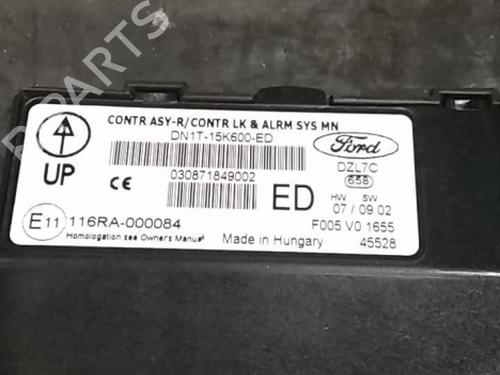 CONTR ASY-R/CONTR LK & ALRM SYS MN
DN1T-15K600-ED
Ford
UP
CE
030871849002
ED
DZL7C
658
HW SW
07 / 09 02
E11 116RA-000084
F005 V0 1655
Homologation see Owner's Manual
Made in Hungary
45528
B-PARTS